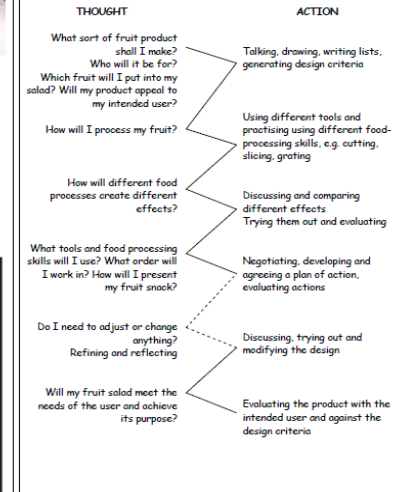 THOUGHT
ACTION
What sort of fruit product
shall I make?
Who will it be for?
Which fruit will I put into my
salad? Will my product appeal to
my intended user?
Talking, drawing, writing lists,
generating design criteria
How will I process my fruit?
Using different tools and
practising using different food-
processing skills, e.g. cutting,
slicing, grating
How will different food
processes create different
effects?
Discussing and comparing
different effects
Trying them out and evaluating
What tools and food processing
skills will I use? What order will
I work in? How will I present
my fruit snack?
Negotiating, developing and
agreeing a plan of action,
evaluating actions
Do I need to adjust or change
anything?
Refining and reflecting
Discussing, trying out and
modifying the design
Will my fruit salad meet the
needs of the user and achieve
its purpose?
Evaluating the product with the
intended user and against the
design criteria